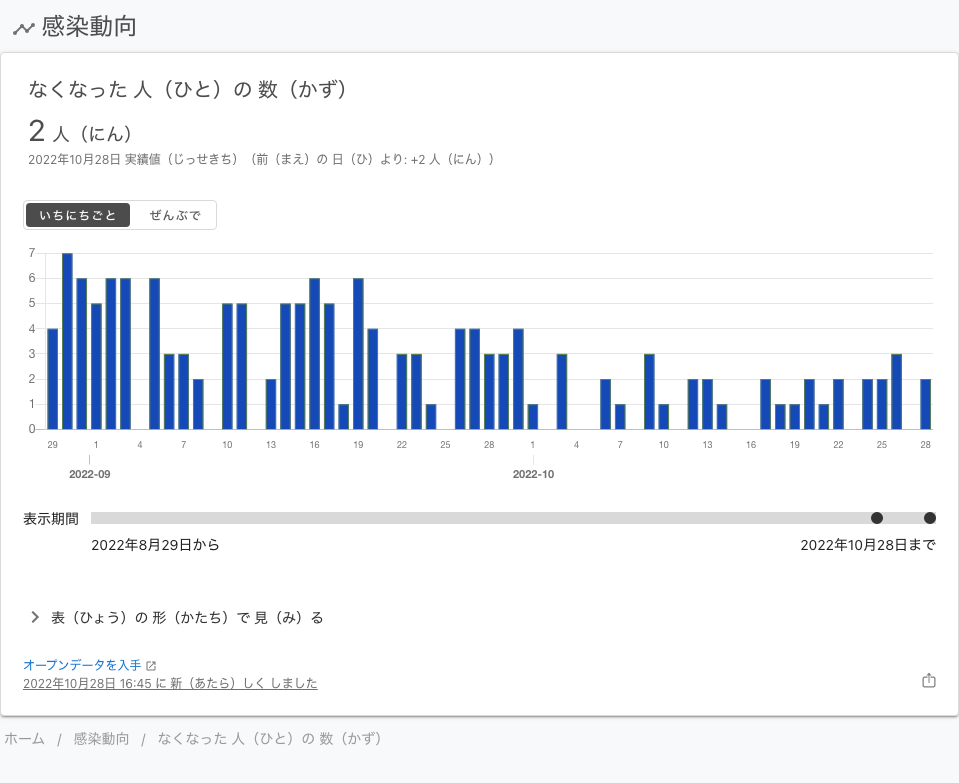 感染動向
なくなった 人（ひと）の 数（かず）
2 人（にん）
2022年10月28日 実績値（じっせきち）（前（まえ）の 日（ひ）より: +2 人（にん））
いちにちごと ぜんぶで
7
6
5
4
3
2
1
0
29 1 4 7 10 13 16 19 22 25 28 1 4 7 10 13 16 19 22 25 28
2022-09 2022-10
表示期間
2022年8月29日から 2022年10月28日まで
表（ひょう）の 形（かたち）で 見（み）る
オープンデータを入手
2022年10月28日 16:45 に 新（あたら）しく しました
ホーム / 感染動向 / なくなった 人（ひと）の 数（かず）